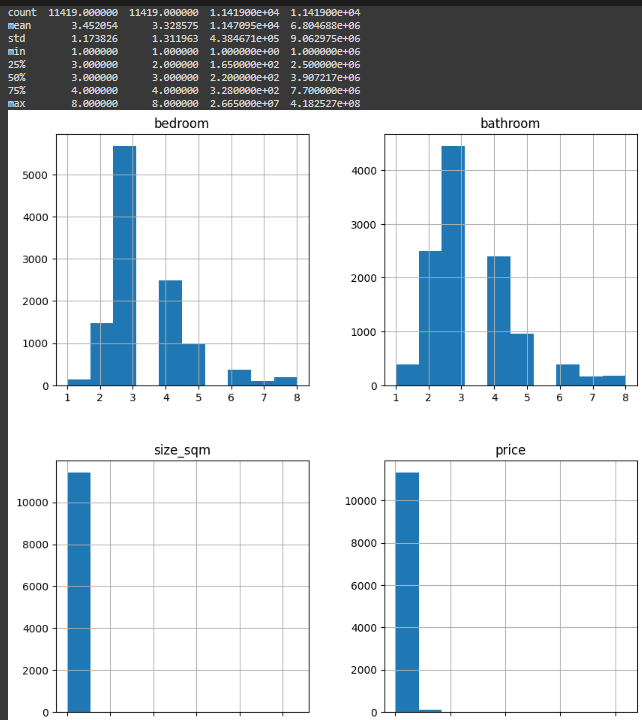 count 11419.000000 11419.000000 1.141900e+04 1.141900e+04
mean 3.452054 3.328575 1.147095e+04 6.804688e+06
std 1.173826 1.311963 4.384671e+05 9.062975e+06
min 1.000000 1.000000 1.000000e+00 1.000000e+06
25% 3.000000 2.000000 1.650000e+02 2.500000e+06
50% 3.000000 3.000000 2.200000e+02 3.907217e+06
75% 4.000000 4.000000 3.280000e+02 7.700000e+06
max 8.000000 8.000000 2.665000e+07 4.182527e+08
bedroom
5000
4000
3000
2000
1000
0
1 2 3 4 5 6 7 8
bathroom
4000
3000
2000
1000
0
1 2 3 4 5 6 7 8
size_sqm
10000
8000
6000
4000
2000
0
price
10000
8000
6000
4000
2000
0